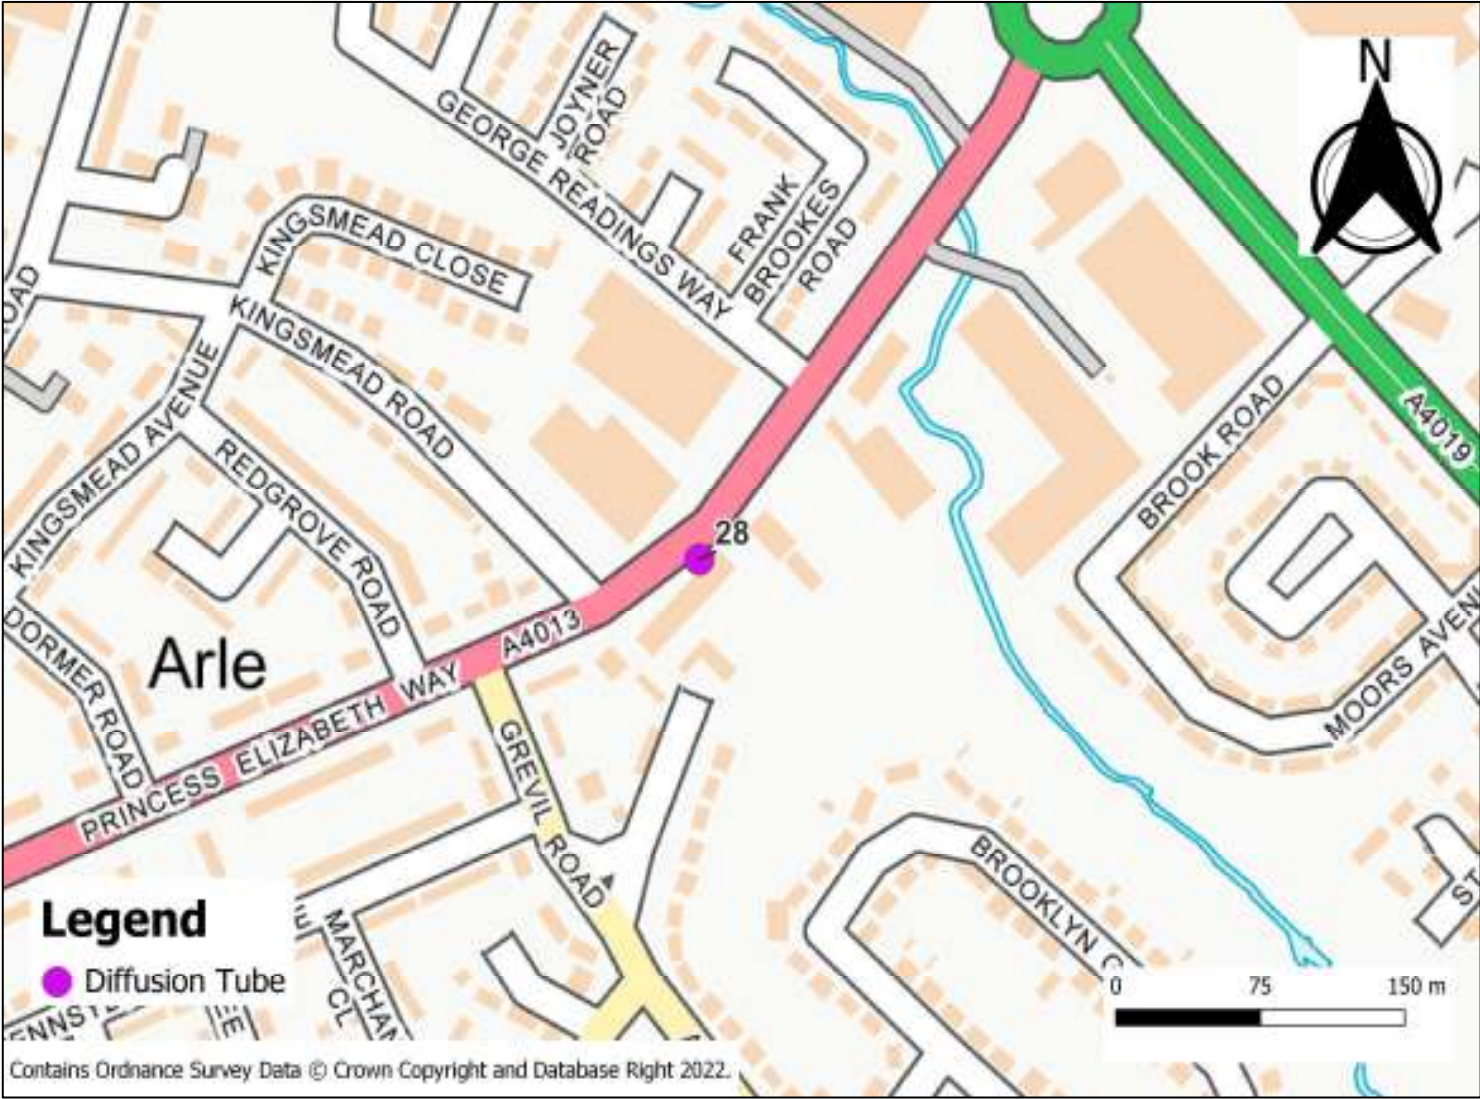 N
JOYNER
ROAD
GEORGE READINGS WAY
FRANK
BROOKES
ROAD
KINGSMEAD CLOSE
KINGSMEAD ROAD
KINGSMEAD AVENUE
REDGROVE ROAD
A4019
BROOK ROAD
28
DORMER ROAD
Arle
A4013
PRINCESS ELIZABETH WAY
MOORS
GREVIL ROAD
BROOKLYN
Legend
Diffusion Tube
CL
0 75 150 m
Contains Ordnance Survey Data © Crown Copyright and Database Right 2022.